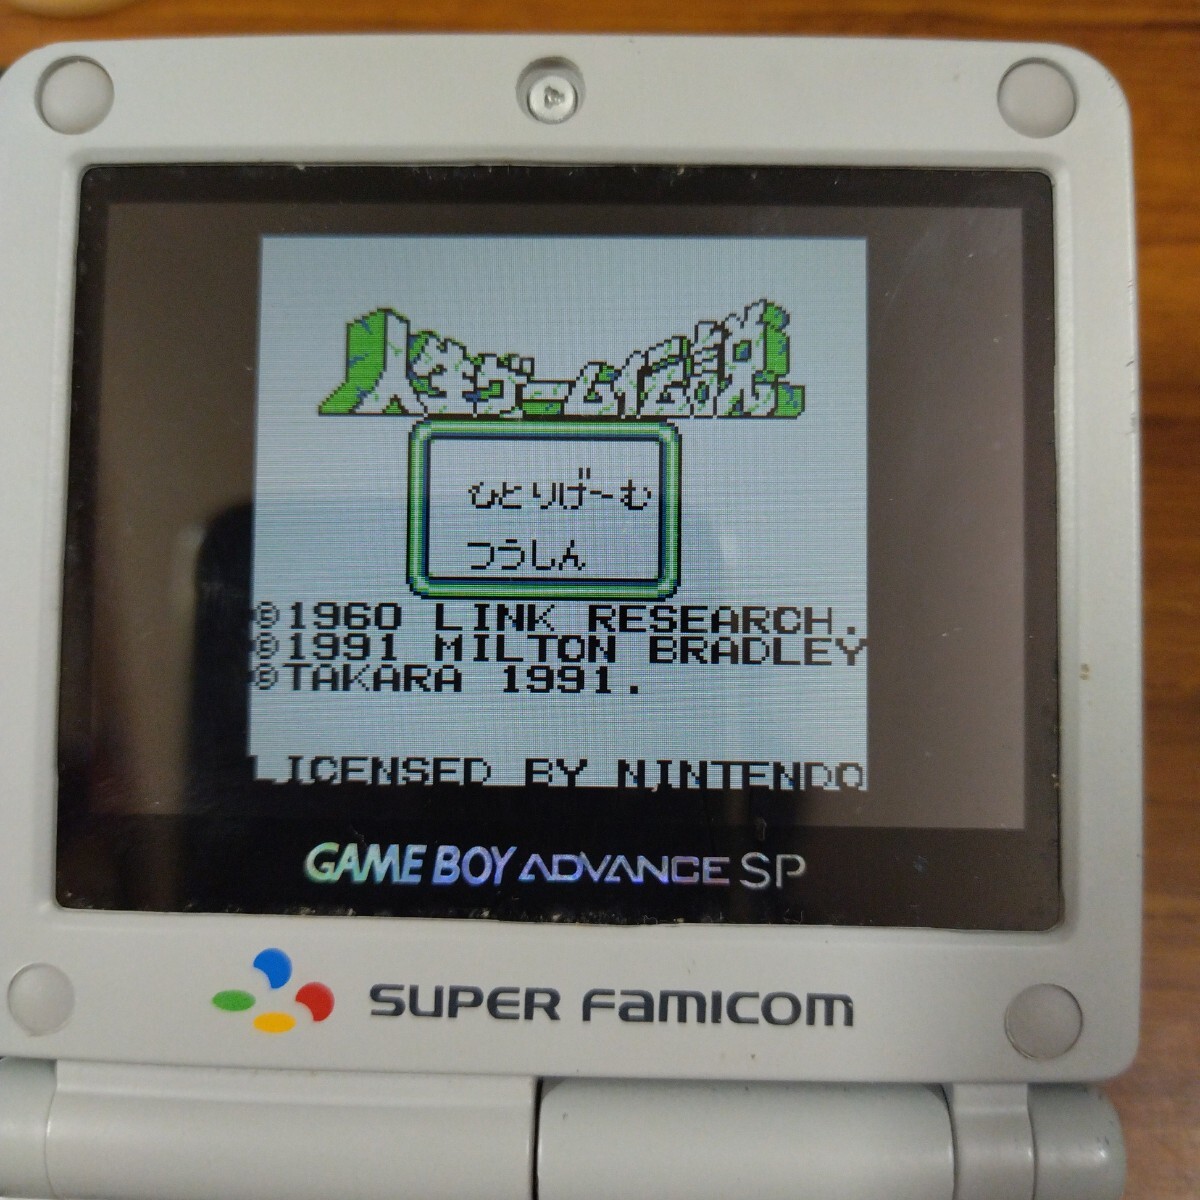 人生ゲーム伝説
ひとりげーむ
つうしん
©1960 LINK RESEARCH.
©1991 MILTON BRADLEY
©TAKARA 1991.
LICENSED BY NINTENDO
GAME BOY ADVANCE SP
SUPER FAMICOM